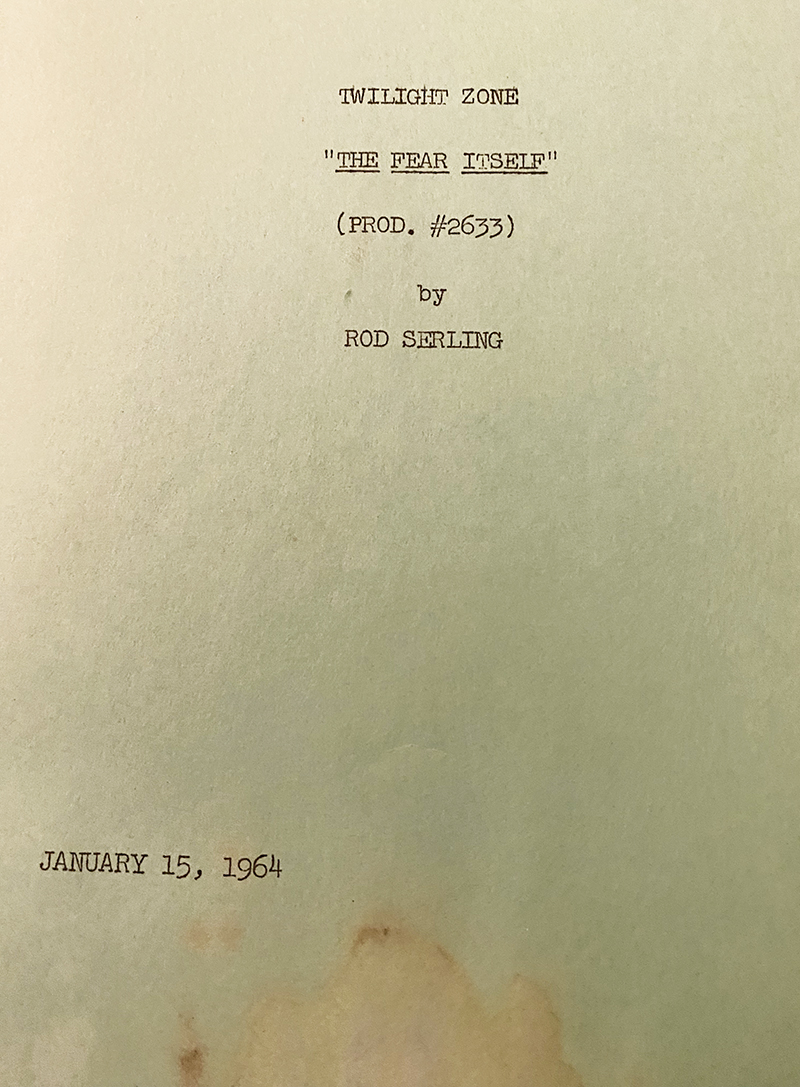 TWILIGHT ZONE
"THE FEAR ITSELF"
(PROD. #2633)
by
ROD SERLING
JANUARY 15, 1964